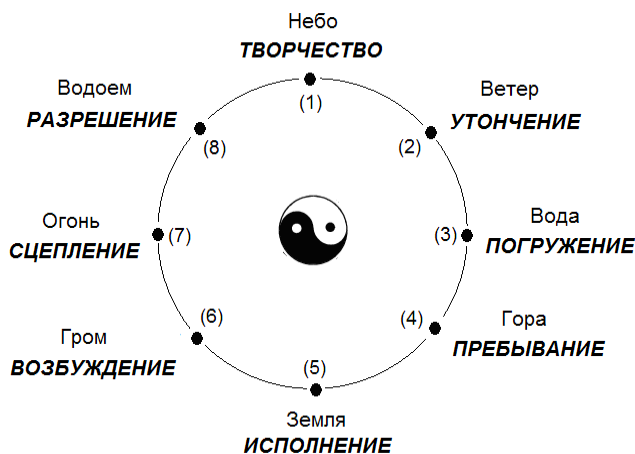 Небо
ТВОРЧЕСТВО
(1)
Ветер
УТОНЧЕНИЕ
(2)
Вода
ПОГРУЖЕНИЕ
(3)
Гора
ПРЕБЫВАНИЕ
(4)
(5)
Земля
ИСПОЛНЕНИЕ
Гром
ВОЗБУЖДЕНИЕ
(6)
Огонь
СЦЕПЛЕНИЕ
(7)
Водоем
РАЗРЕШЕНИЕ
(8)